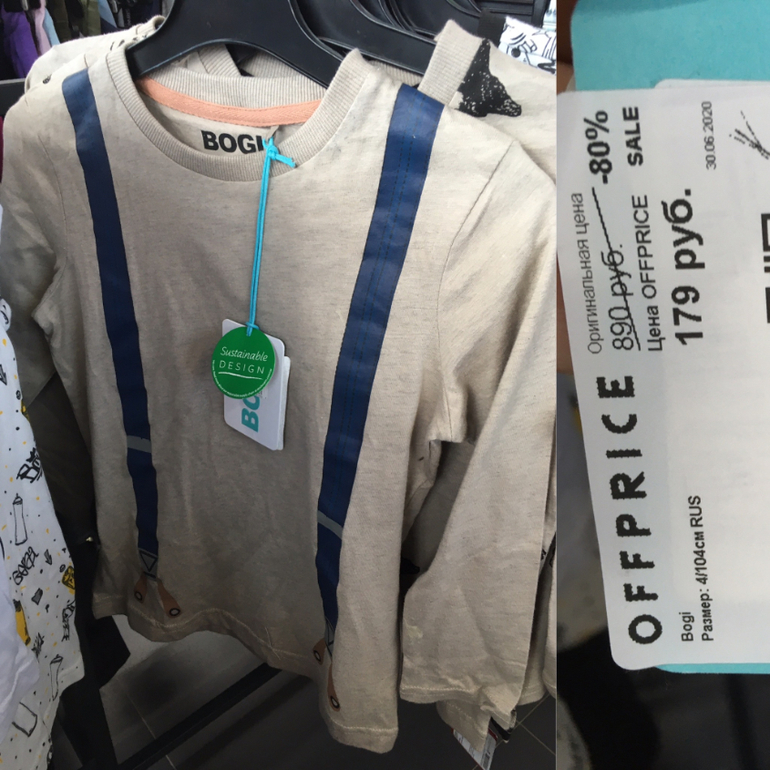 BOGI
Sustainable
DESIGN
BO
OFFPRICE
Оригинальная цена
890 руб. -80%
Цена OFFPRICE SALE
179 руб.
30.06.2020
Bogi
Размер: 4/104см RUS